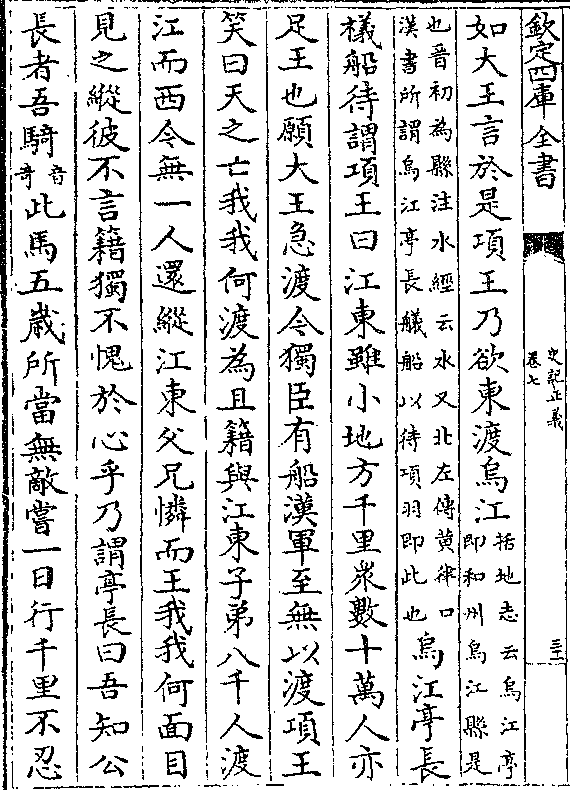 欽定四庫全書
史記正義
卷七
如大王言於是項王乃欲東渡烏江
括地志云烏江亭
即和州烏江縣是
也晉初為縣注水經云水又北左傳黄律口
漢書所謂烏江亭長艤船以待項羽即此也
烏江亭長
檥船待謂項王曰江東雖小地方千里衆數十萬人亦
足王也願大王急渡今獨臣有船漢軍至無以渡項王
笑曰天之亡我我何渡為且籍與江東子弟八千人渡
江而西今無一人還縱江東父兄憐而王我我何面目
見之縱彼不言籍獨不愧於心乎乃謂亭長曰吾知公
長者吾騎音奇此馬五歲所當無敵嘗一日行千里不忍